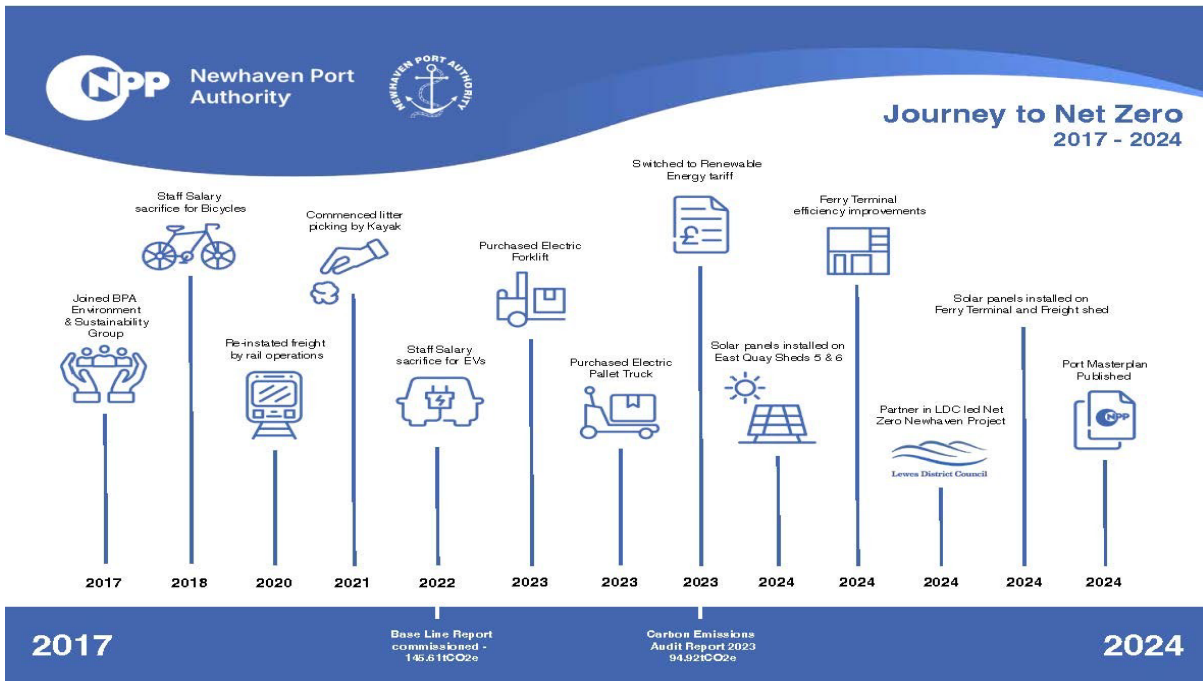 NPP
Newhaven Port
Authority
NEWHAVEN PORT AUTHORITY
Journey to Net Zero
2017 - 2024
Joined BPA
Environment
& Sustainability
Group
Staff Salary
sacrifice for Bicycles
Re-instated freight
by rail operations
Commenced litter
picking by Kayak
Staff Salary
sacrifice for EVs
Purchased Electric
Forklift
Purchased Electric
Pallet Truck
Switched to Renewable
Energy tariff
£
Solar panels installed on
East Quay Sheds 5 & 6
Ferry Terminal
efficiency improvements
Partner in LDC led Net
Zero Newhaven Project
Lewes District Council
Solar panels installed on
Ferry Terminal and Freight shed
Port Masterplan
Published
NPP
2017
2018
2020
2021
2022
2023
2023
2023
2024
2024
2024
2024
2024
2017
Base Line Report
commissioned -
145.61tCO2e
Carbon Emissions
Audit Report 2023
94.92tCO2e
2024